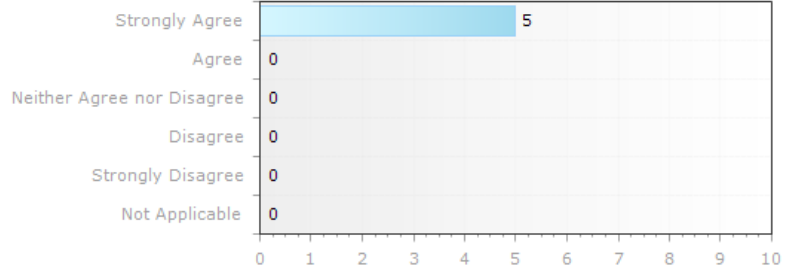 Strongly Agree 5
Agree 0
Neither Agree nor Disagree 0
Disagree 0
Strongly Disagree 0
Not Applicable 0
0 1 2 3 4 5 6 7 8 9 10